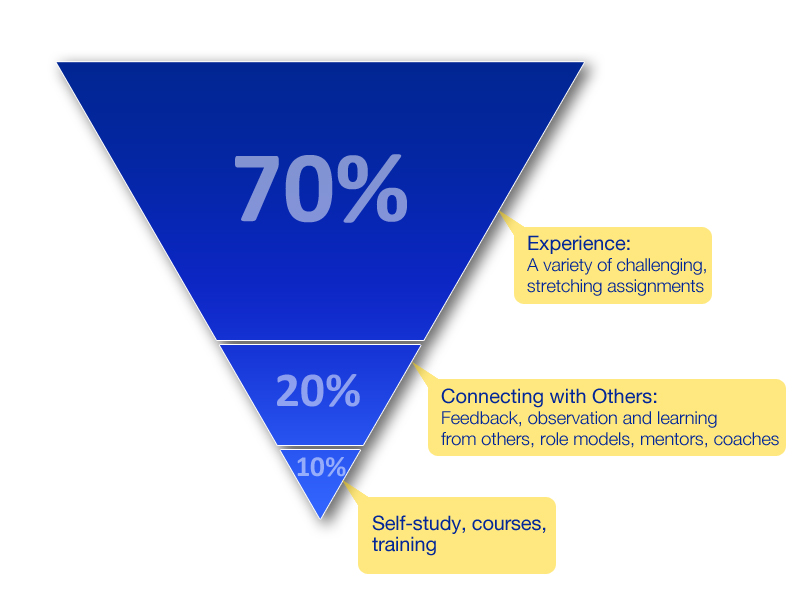 70%
Experience:
A variety of challenging,
stretching assignments
20%
Connecting with Others:
Feedback, observation and learning
from others, role models, mentors, coaches
10%
Self-study, courses,
training